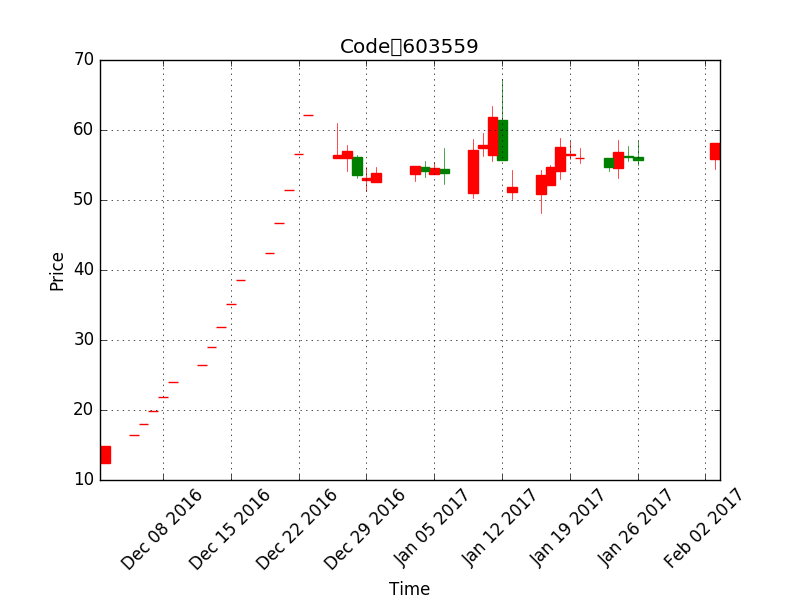 Code▯603559
70
60
50
40
30
20
10
Price
Dec 08 2016
Dec 15 2016
Dec 22 2016
Dec 29 2016
Jan 05 2017
Jan 12 2017
Jan 19 2017
Jan 26 2017
Feb 02 2017
Time